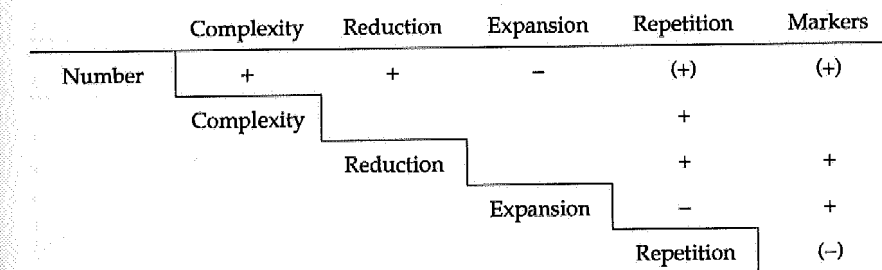 Complexity Reduction Expansion Repetition Markers
Number + + − (+) (+)
Complexity +
Reduction + +
Expansion − +
Repetition (−)